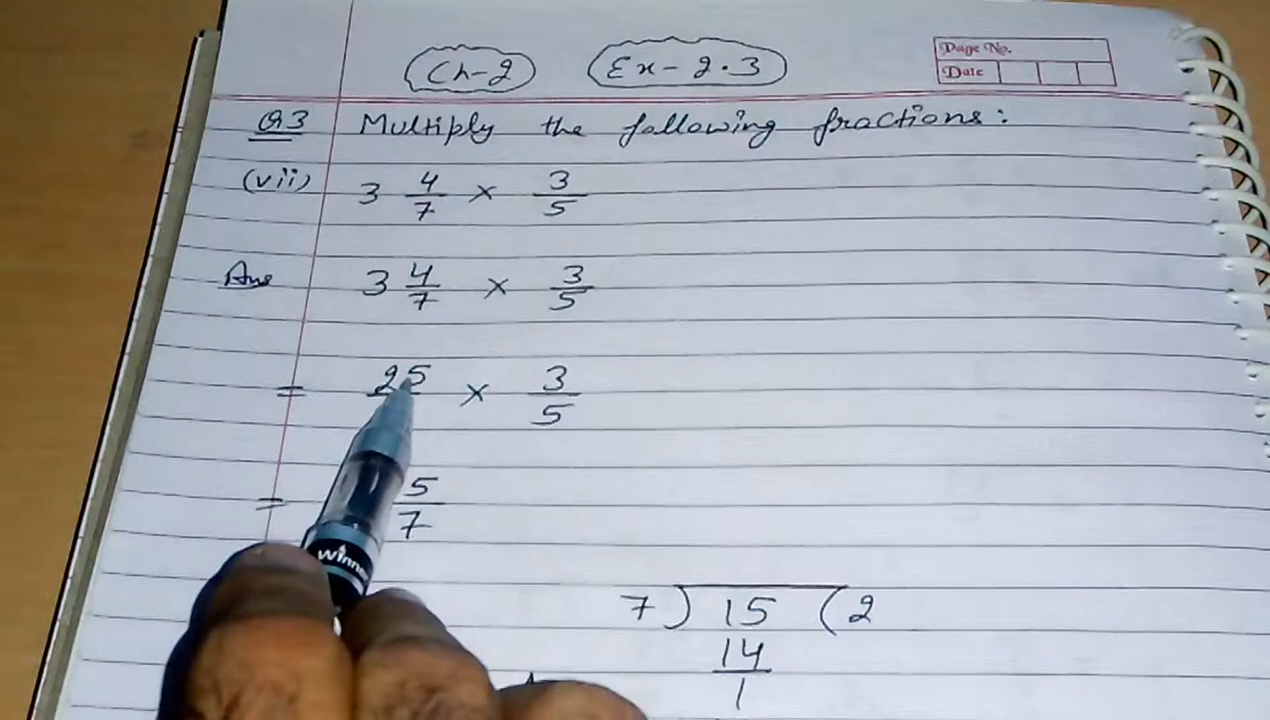 Ch-2 Ex-2.3
Page No.
Date
Q3 Multiply the following fractions:
(vii) 3 4/7 × 3/5
Ans 3 4/7 × 3/5
= 25 × 3/5
= 5/7
7 ) 15 ( 2
14
1
winne